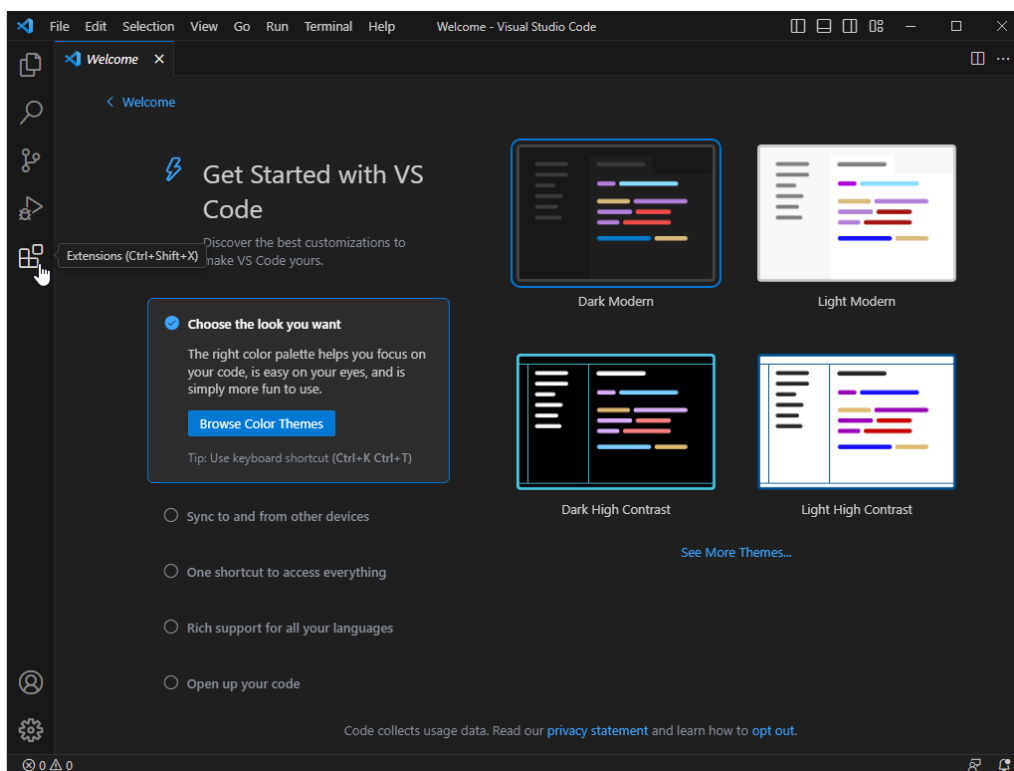 File Edit Selection View Go Run Terminal Help Welcome - Visual Studio Code
Welcome
Welcome
Get Started with VS
Code
Discover the best customizations to
make VS Code yours.
Extensions (Ctrl+Shift+X)
Choose the look you want
The right color palette helps you focus on
your code, is easy on your eyes, and is
simply more fun to use.
Browse Color Themes
Tip: Use keyboard shortcut (Ctrl+K Ctrl+T)
Sync to and from other devices
One shortcut to access everything
Rich support for all your languages
Open up your code
Dark Modern
Light Modern
Dark High Contrast
Light High Contrast
See More Themes...
Code collects usage data. Read our privacy statement and learn how to opt out.
0 0